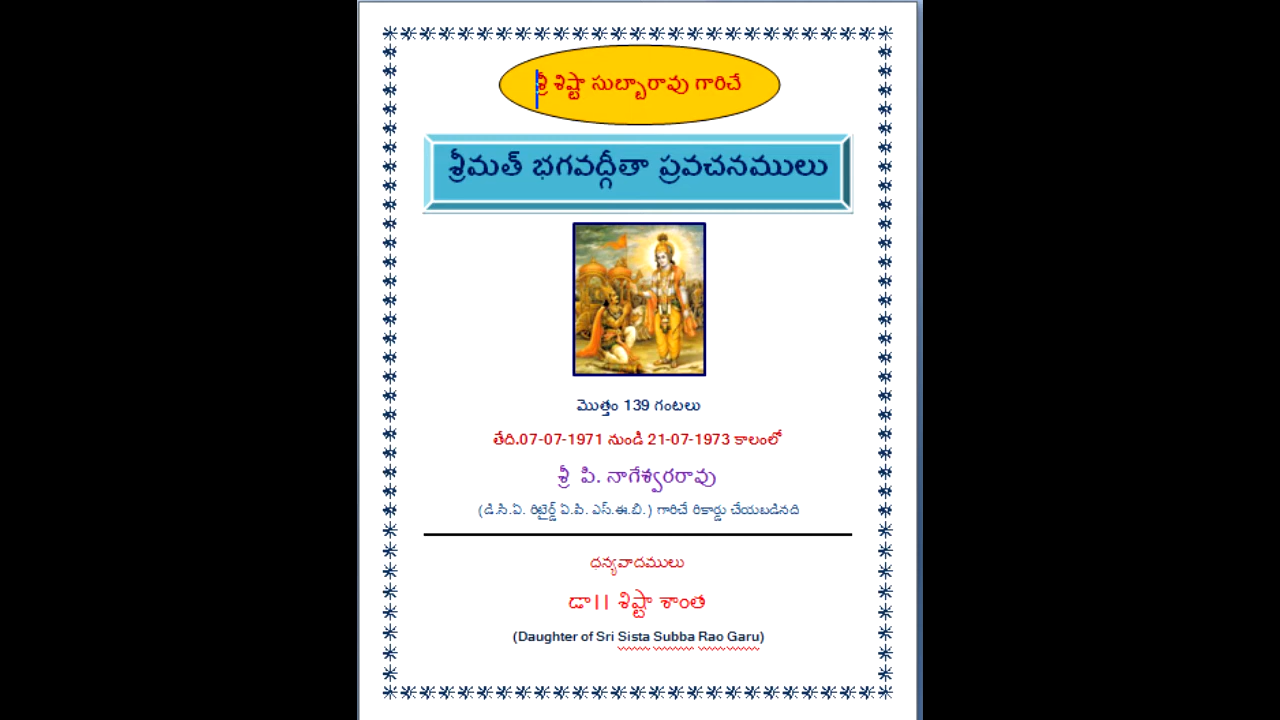 శ్రీ శిష్టా సుబ్బారావు గారిచే
శ్రీమత్ భగవద్గీతా ప్రవచనములు
మొత్తం 139 గంటలు
తేది.07-07-1971 నుండి 21-07-1973 కాలంలో
శ్రీ పి. నాగేశ్వరరావు
(డి.సి.ఏ. రిటైర్డ్ ఏ.పి. ఎస్.ఈ.బి.) గారిచే రికార్డు చేయబడినది
ధన్యవాదములు
డా|| శిష్టా శాంత
(Daughter of Sri Sista Subba Rao Garu)